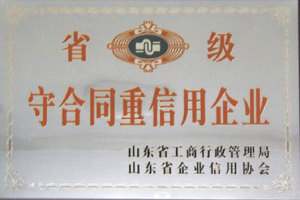 省级
守合同重信用企业
山东省工商行政管理局
山东省企业信用协会